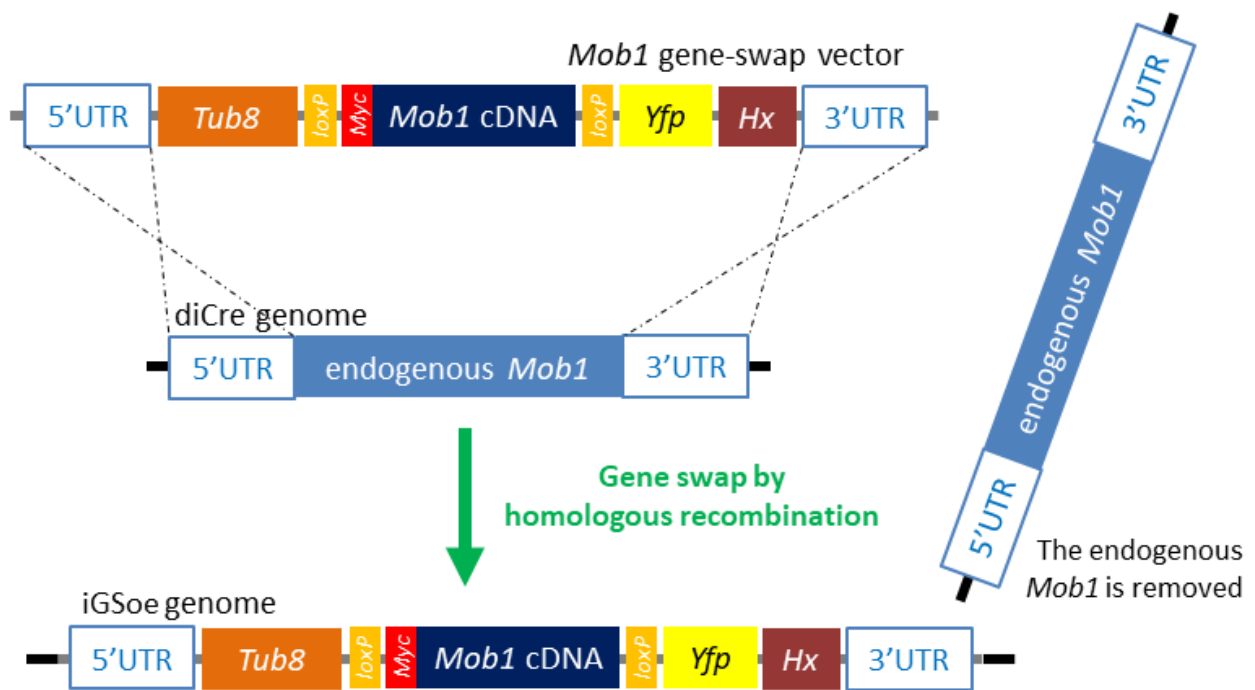 Mob1 gene-swap vector
5'UTR Tub8 loxP Myc Mob1 cDNA loxP Yfp Hx 3'UTR
diCre genome
5'UTR endogenous Mob1 3'UTR
Gene swap by
homologous recombination
5'UTR endogenous Mob1 3'UTR
The endogenous
Mob1 is removed
iGSoe genome
5'UTR Tub8 loxP Myc Mob1 cDNA loxP Yfp Hx 3'UTR